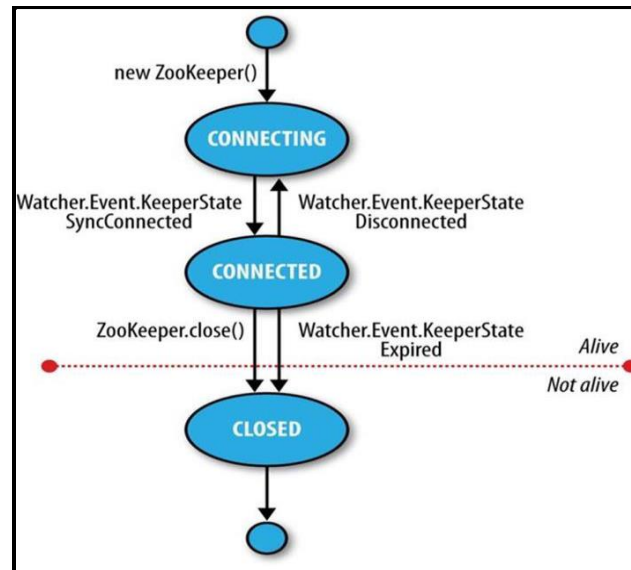 new ZooKeeper()
CONNECTING
Watcher.Event.KeeperState
SyncConnected
Watcher.Event.KeeperState
Disconnected
CONNECTED
ZooKeeper.close()
Watcher.Event.KeeperState
Expired
Alive
Not alive
CLOSED